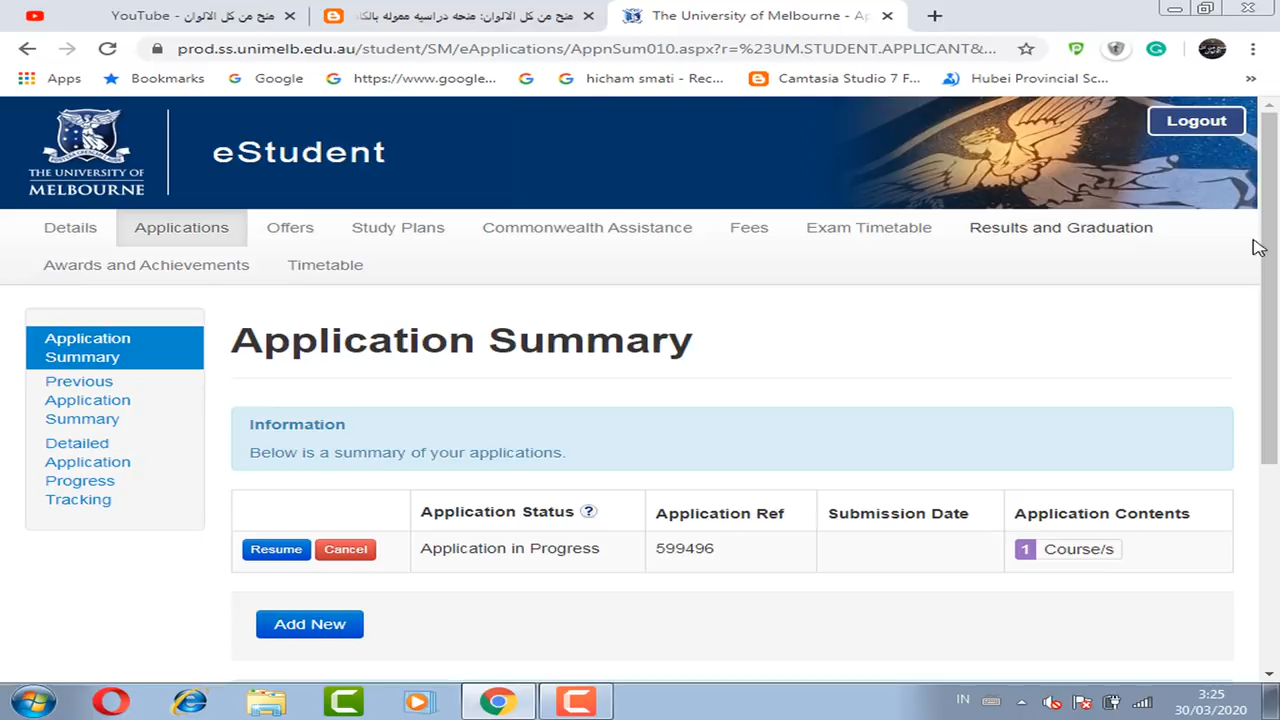 منح من كل الالوان - YouTube
منح من كل الالوان: منحه دراسيه مموله بالكا
The University of Melbourne - Ap
prod.ss.unimelb.edu.au/student/SM/eApplications/AppnSum010.aspx?r=%23UM.STUDENT.APPLICANT&...
Apps
Bookmarks
Google
https://www.google...
hicham smati - Rec...
Camtasia Studio 7 F...
Hubei Provincial Sc...
»
THE UNIVERSITY OF
MELBOURNE
eStudent
Logout
Details
Applications
Offers
Study Plans
Commonwealth Assistance
Fees
Exam Timetable
Results and Graduation
Awards and Achievements
Timetable
Application
Summary
Previous
Application
Summary
Detailed
Application
Progress
Tracking
Application Summary
Information
Below is a summary of your applications.
Application Status ?
Application Ref
Submission Date
Application Contents
Resume
Cancel
Application in Progress
599496
1 Course/s
Add New
IN
3:25
30/03/2020